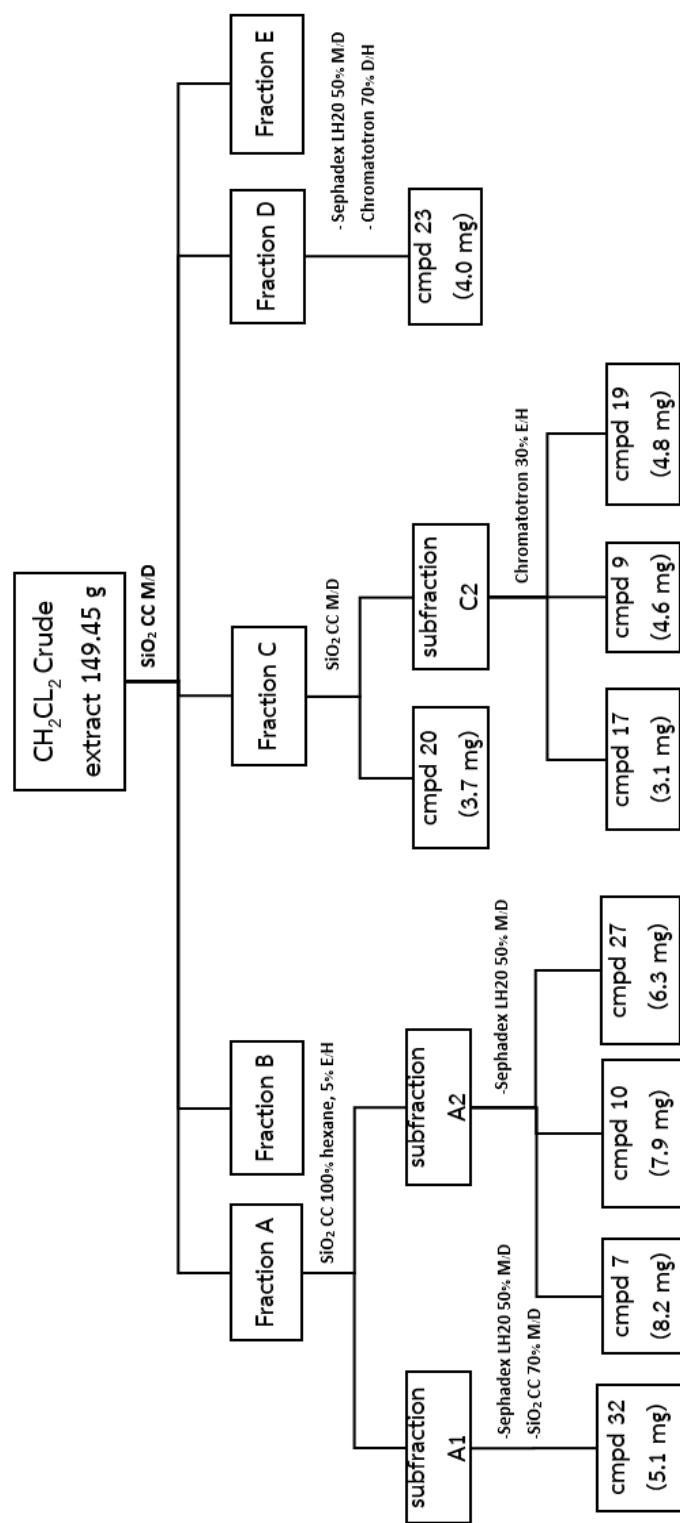 CH₂CL₂ Crude
extract 149.45 g
SiO₂ CC M/D
Fraction A
Fraction B
Fraction C
Fraction D
Fraction E
SiO₂ CC 100% hexane, 5% E/H
SiO₂ CC M/D
-Sephadex LH20 50% M/D
-Chromatotron 70% D/H
subfraction
A1
subfraction
A2
cmpd 20
(3.7 mg)
subfraction
C2
cmpd 23
(4.0 mg)
-Sephadex LH20 50% M/D
-SiO₂ CC 70% M/D
-Sephadex LH20 50% M/D
Chromatotron 30% E/H
cmpd 32
(5.1 mg)
cmpd 7
(8.2 mg)
cmpd 10
(7.9 mg)
cmpd 27
(6.3 mg)
cmpd 17
(3.1 mg)
cmpd 9
(4.6 mg)
cmpd 19
(4.8 mg)